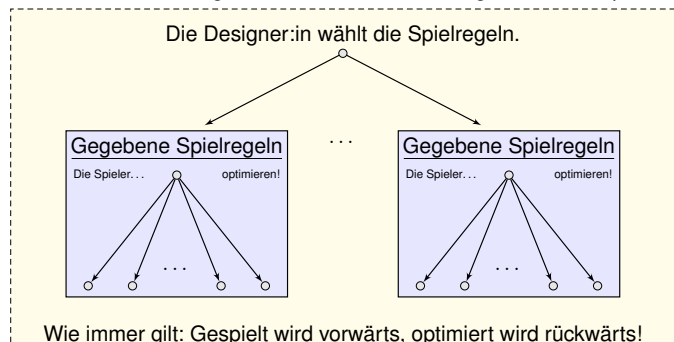 Die Designer:in wählt die Spielregeln.
. . .
Gegebene Spielregeln
Die Spieler. . . optimieren!
. . .
Gegebene Spielregeln
Die Spieler. . . optimieren!
. . .
Wie immer gilt: Gespielt wird vorwärts, optimiert wird rückwärts!